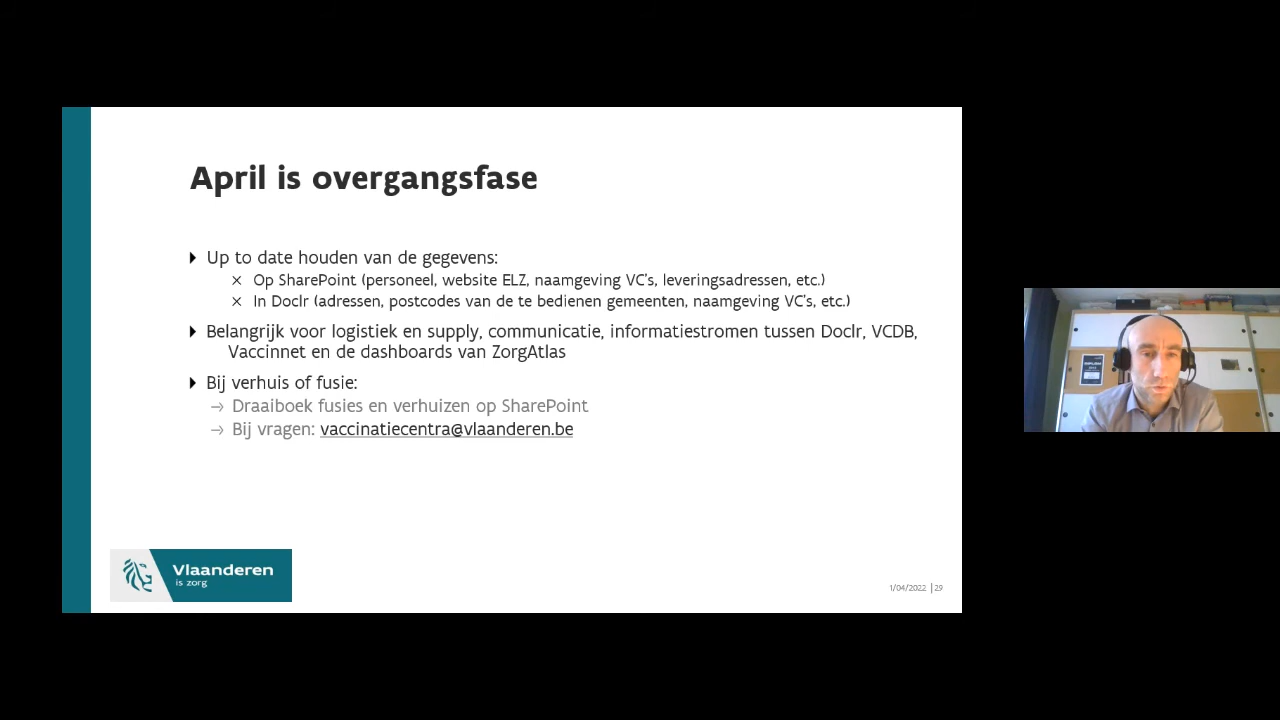 April is overgangsfase
Up to date houden van de gegevens:
Op SharePoint (personeel, website ELZ, naamgeving VC's, leveringsadressen, etc.)
In Doclr (adressen, postcodes van de te bedienen gemeenten, naamgeving VC's, etc.)
Belangrijk voor logistiek en supply, communicatie, informatiestromen tussen Doclr, VCDB,
Vaccinnet en de dashboards van ZorgAtlas
Bij verhuis of fusie:
Draaiboek fusies en verhuizen op SharePoint
Bij vragen: vaccinatiecentra@vlaanderen.be
Vlaanderen
is zorg
1/04/2022 | 29